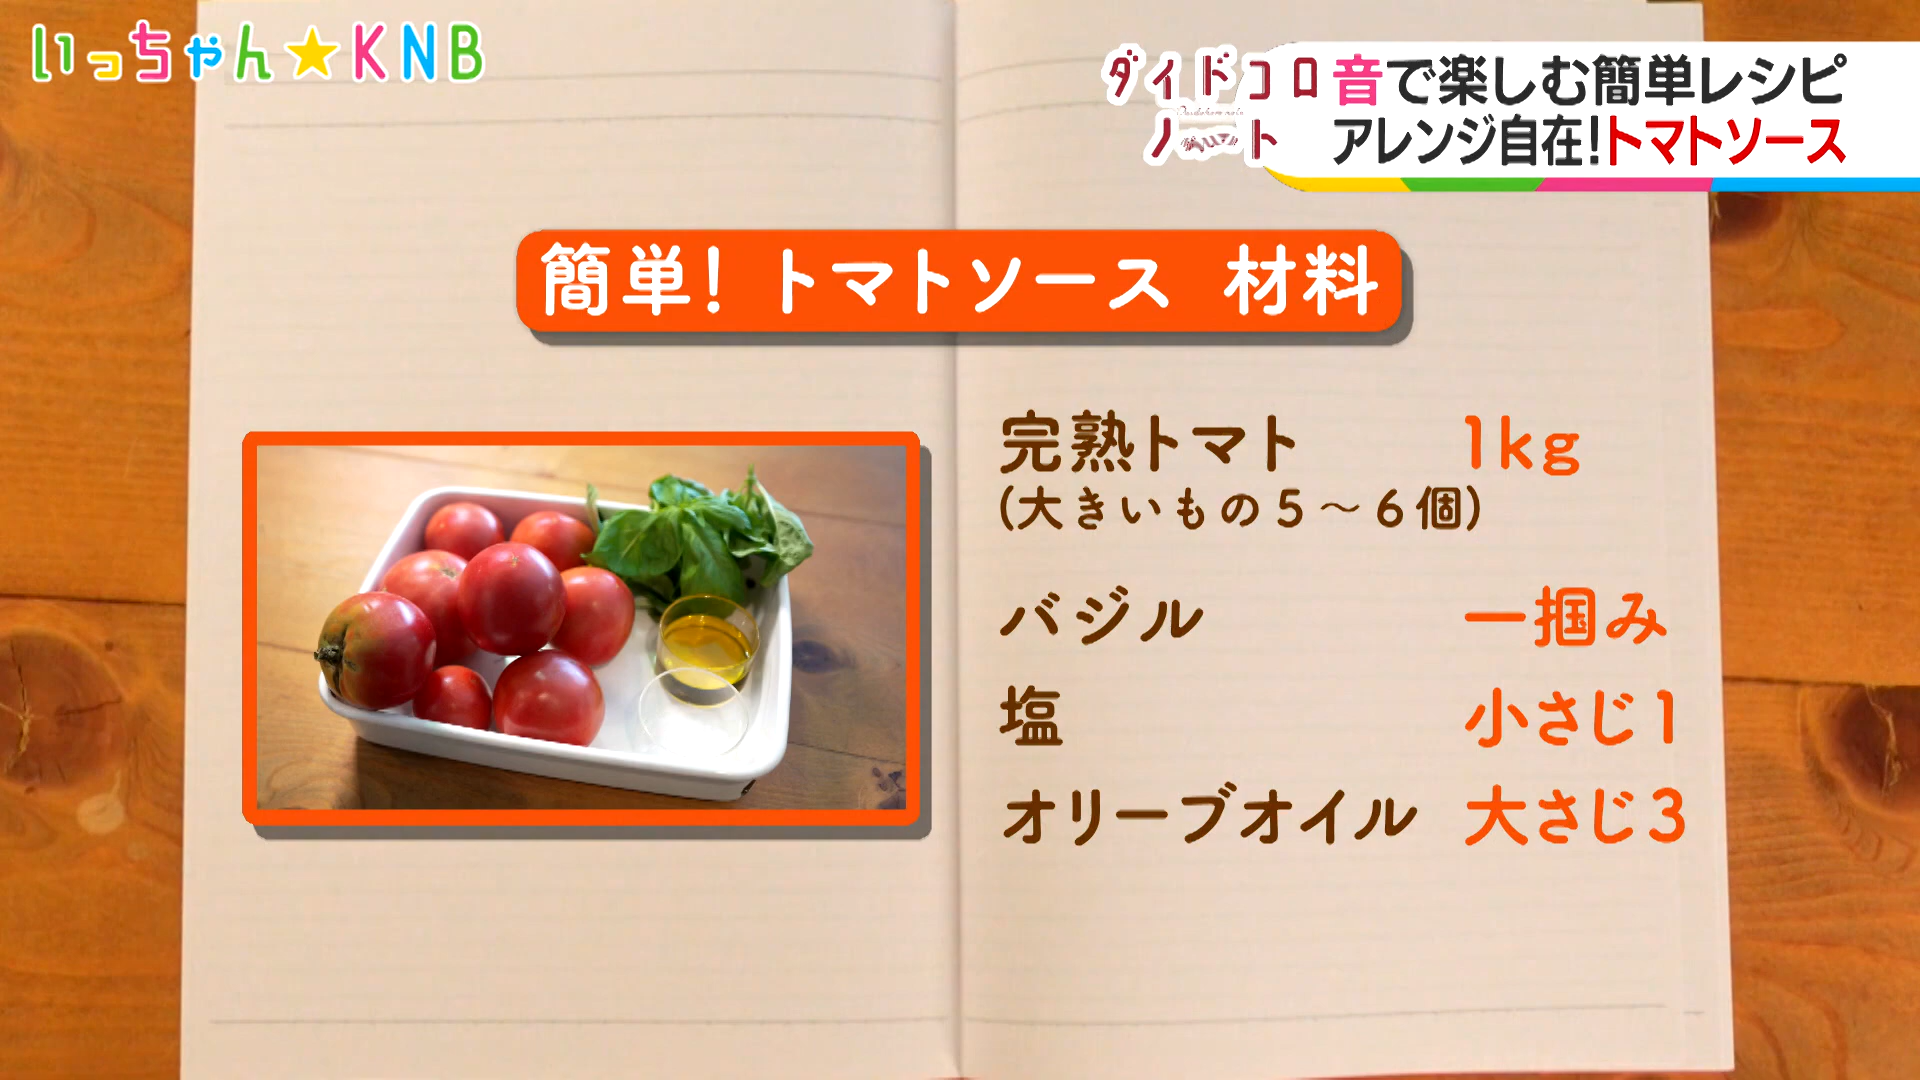 いっちゃん★KNB
ダイドコロ
ノート
音で楽しむ簡単レシピ
アレンジ自在!トマトソース
簡単! トマトソース 材料
完熟トマト 1kg
(大きいもの5～6個)
バジル 一掴み
塩 小さじ1
オリーブオイル 大さじ3